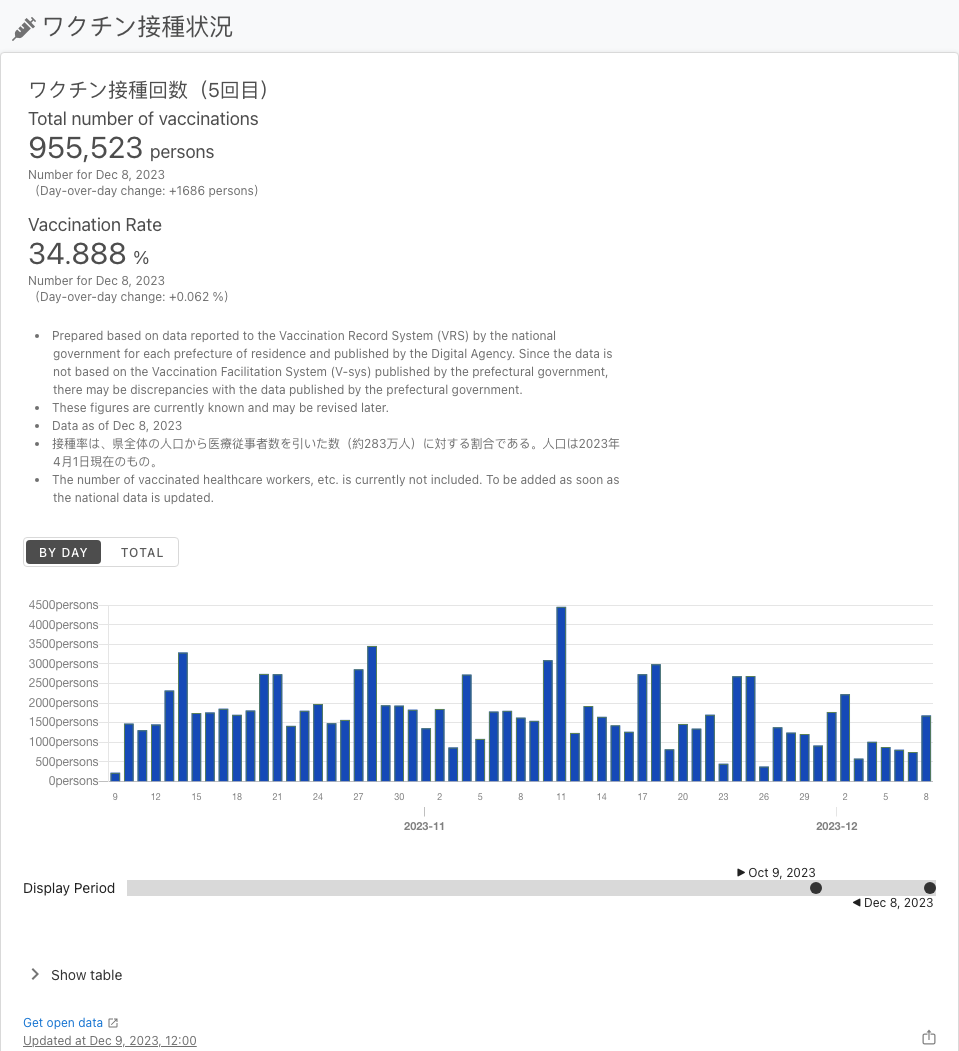 ワクチン接種状況
ワクチン接種回数（5回目）
Total number of vaccinations
955,523 persons
Number for Dec 8, 2023
（Day-over-day change: +1686 persons）
Vaccination Rate
34.888 %
Number for Dec 8, 2023
（Day-over-day change: +0.062 %）
• Prepared based on data reported to the Vaccination Record System (VRS) by the national
government for each prefecture of residence and published by the Digital Agency. Since the data is
not based on the Vaccination Facilitation System (V-sys) published by the prefectural government,
there may be discrepancies with the data published by the prefectural government.
• These figures are currently known and may be revised later.
• Data as of Dec 8, 2023
• 接種率は、県全体の人口から医療従事者数を引いた数（約283万人）に対する割合である。人口は2023年
4月1日現在のもの。
• The number of vaccinated healthcare workers, etc. is currently not included. To be added as soon as
the national data is updated.
BY DAY TOTAL
4500persons
4000persons
3500persons
3000persons
2500persons
2000persons
1500persons
1000persons
500persons
0persons
9 12 15 18 21 24 27 30 2 5 8 11 14 17 20 23 26 29 2 5 8
2023-11 2023-12
Oct 9, 2023
Display Period
Dec 8, 2023
Show table
Get open data
Updated at Dec 9, 2023, 12:00